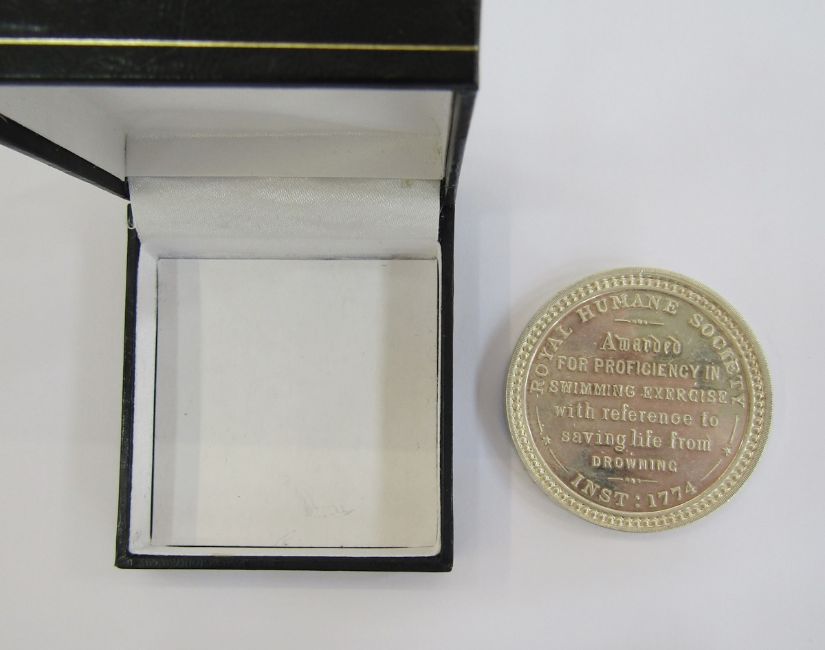 ROYAL HUMANE SOCIETY
Awarded
FOR PROFICIENCY IN
SWIMMING EXERCISE
with reference to
saving life from
DROWNING
INST: 1774